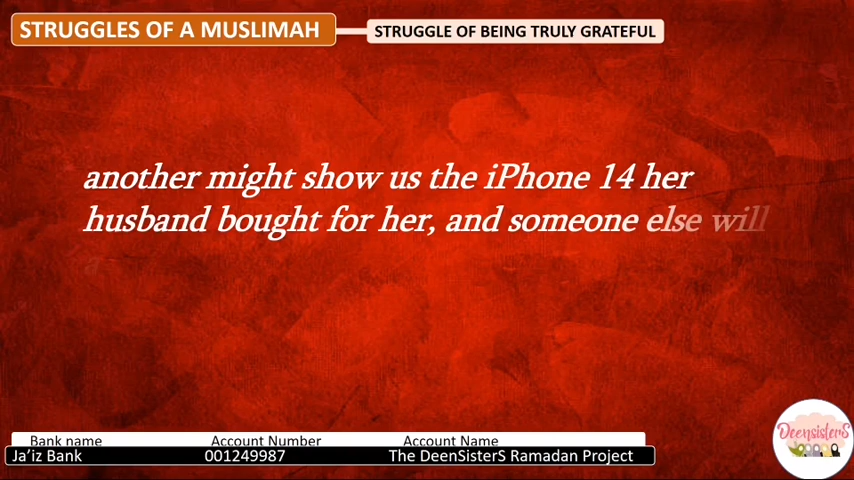 STRUGGLES OF A MUSLIMAH
STRUGGLE OF BEING TRULY GRATEFUL
another might show us the iPhone 14 her
husband bought for her, and someone else will
Bank name Account Number Account Name
Ja'iz Bank 001249987 The DeenSisterS Ramadan Project
DeensisterS